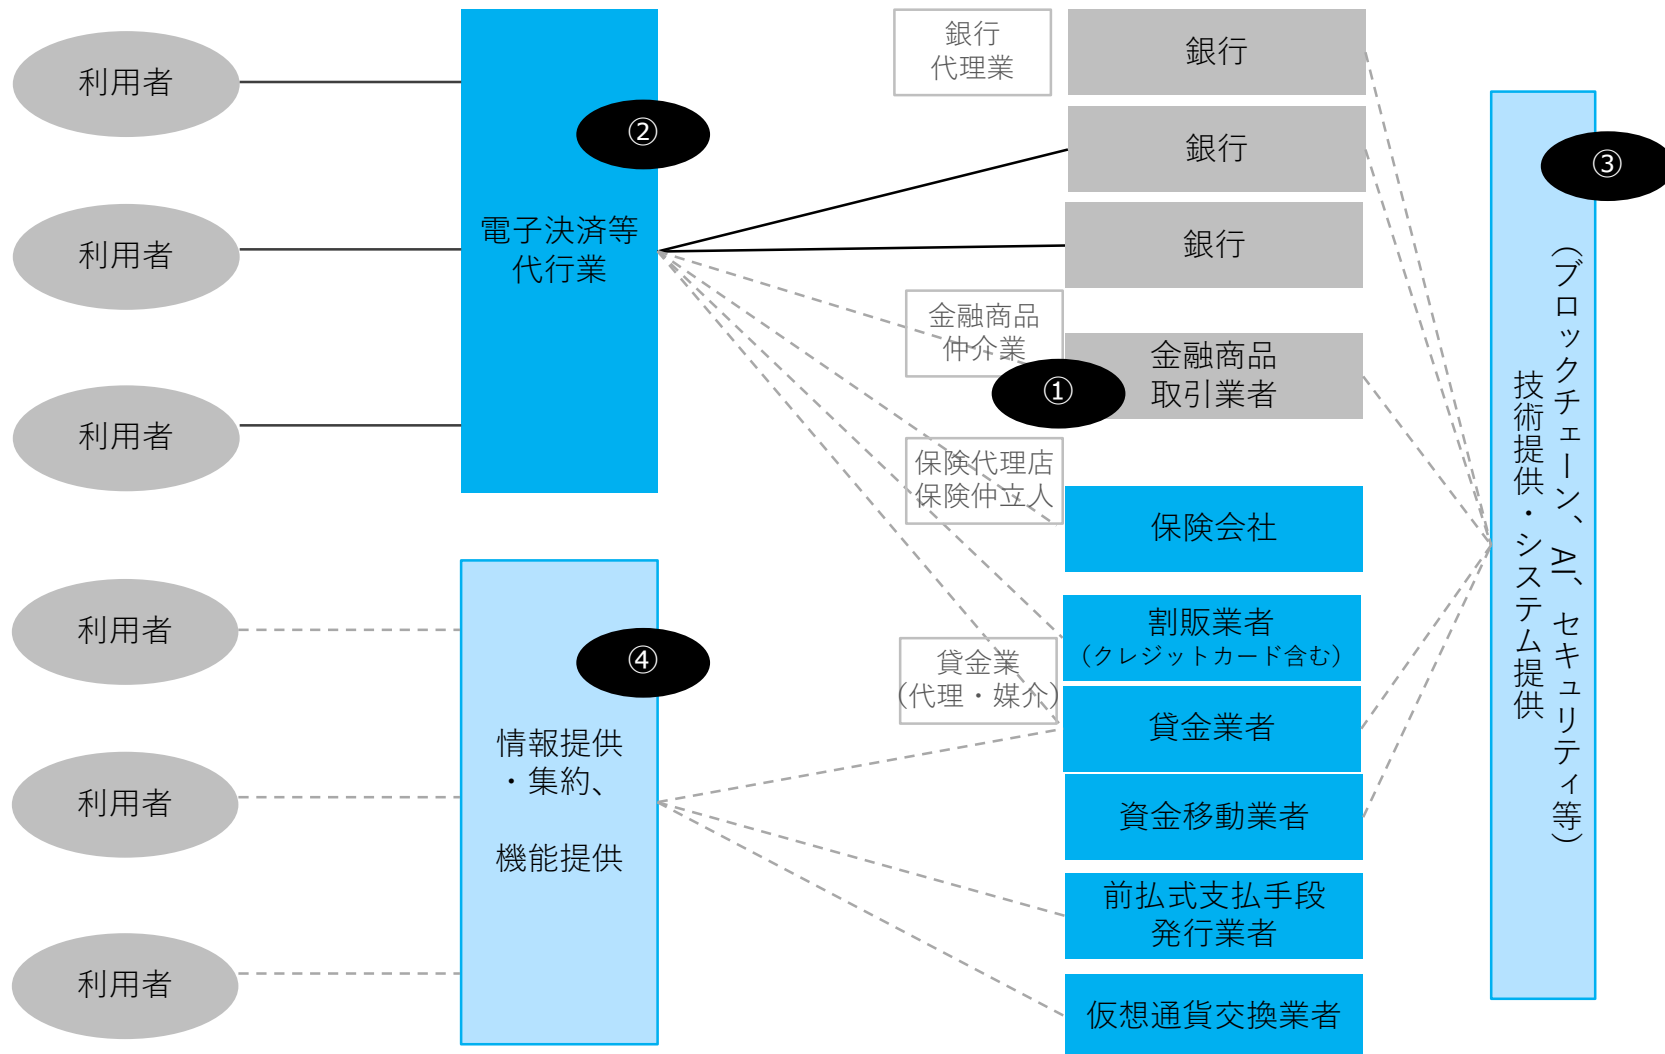 利用者
利用者
利用者
利用者
利用者
利用者
②
電子決済等
代行業
④
情報提供
・集約、
機能提供
銀行
代理業
金融商品
仲介業
①
保険代理店
保険仲立人
貸金業
(代理・媒介)
銀行
銀行
銀行
金融商品
取引業者
保険会社
割販業者
(クレジットカード含む)
貸金業者
資金移動業者
前払式支払手段
発行業者
仮想通貨交換業者
③
技術提供・システム提供
(ブロックチェーン、AI、セキュリティ等)